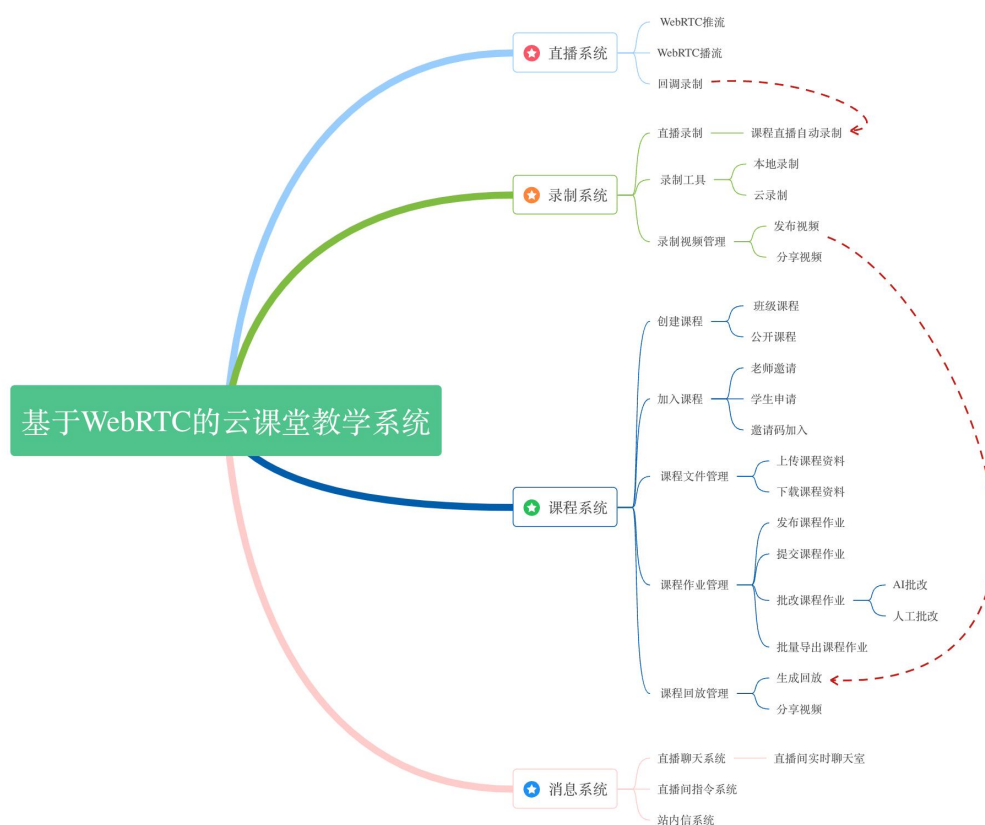 基于WebRTC的云课堂教学系统
直播系统
WebRTC推流
WebRTC播流
回调录制
录制系统
直播录制
课程直播自动录制
录制工具
本地录制
云录制
录制视频管理
发布视频
分享视频
课程系统
创建课程
班级课程
公开课程
加入课程
老师邀请
学生申请
邀请码加入
课程文件管理
上传课程资料
下载课程资料
课程作业管理
发布课程作业
提交课程作业
批改课程作业
AI批改
人工批改
批量导出课程作业
课程回放管理
生成回放
分享视频
消息系统
直播聊天系统
直播间实时聊天室
直播间指令系统
站内信系统